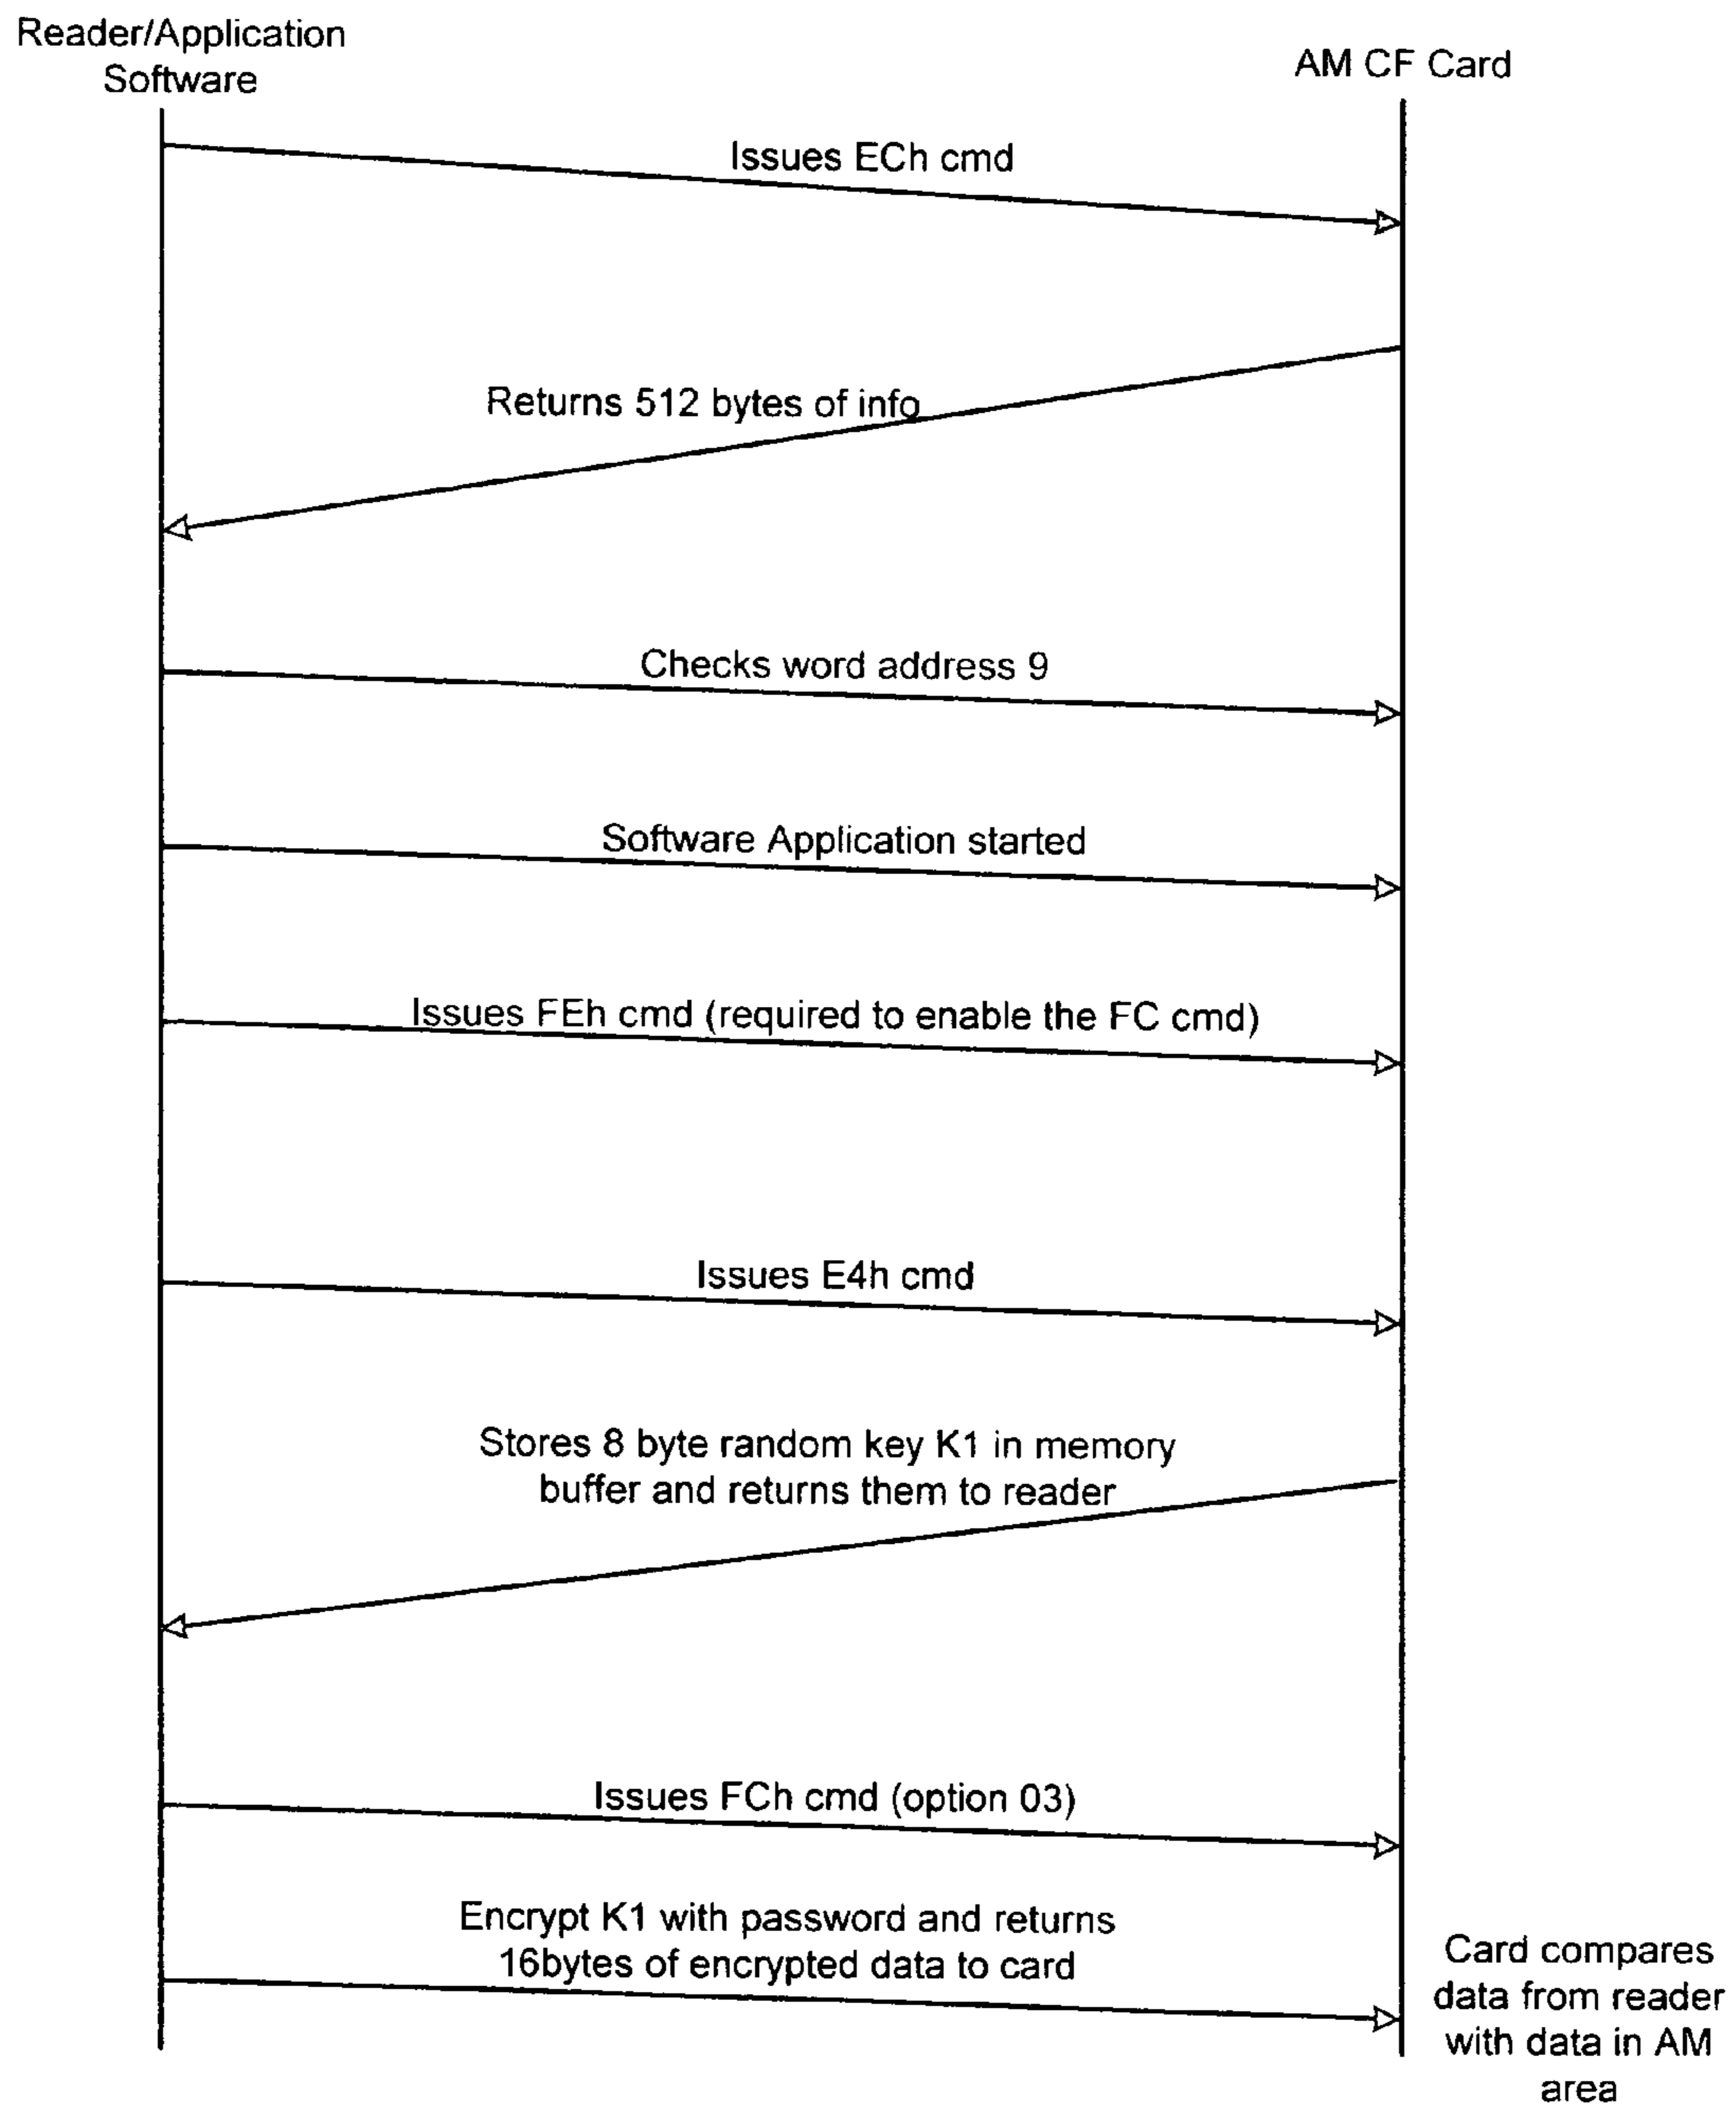 Reader/Application
Software
AM CF Card
Issues ECh cmd
Returns 512 bytes of info
Checks word address 9
Software Application started
Issues FEh cmd (required to enable the FC cmd)
Issues E4h cmd
Stores 8 byte random key K1 in memory
buffer and returns them to reader
Issues FCh cmd (option 03)
Encrypt K1 with password and returns
16bytes of encrypted data to card
Card compares
data from reader
with data in AM
area